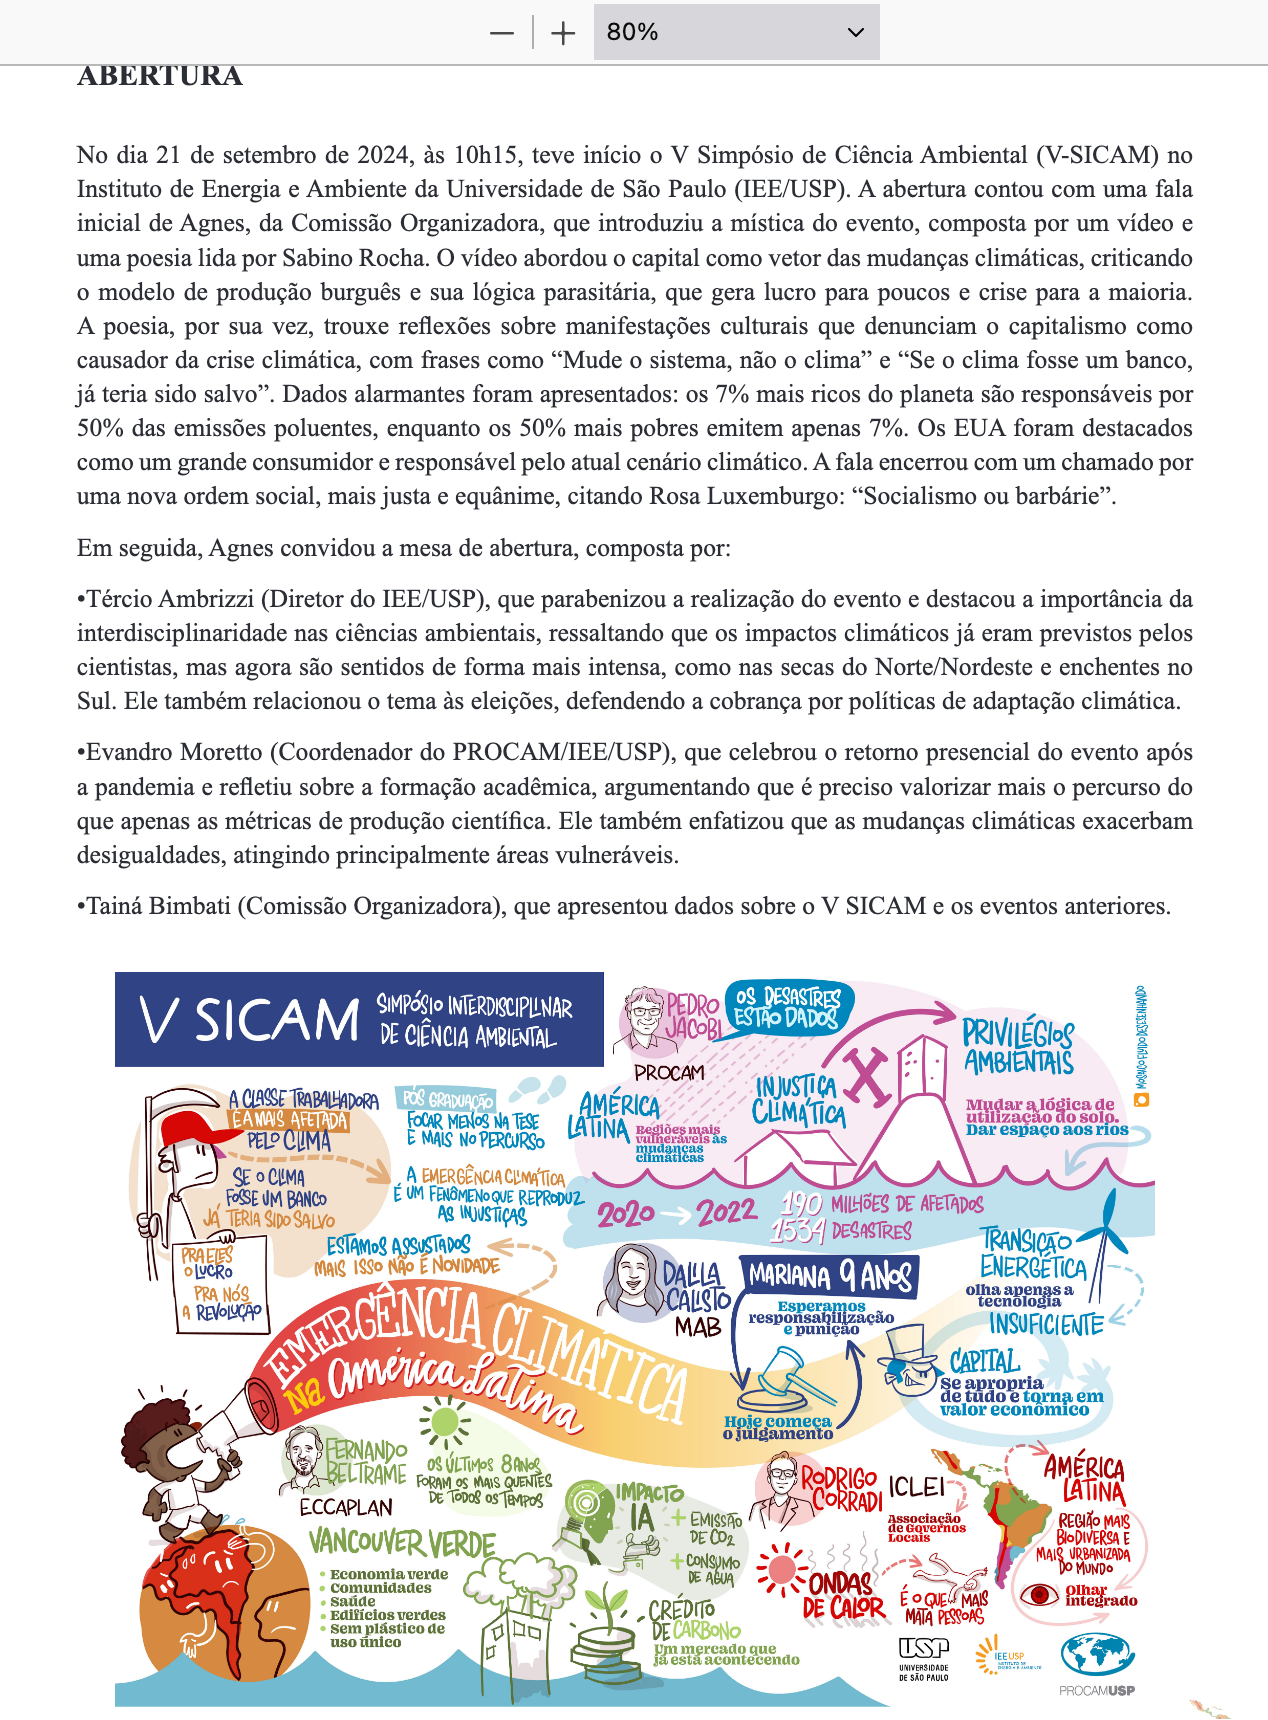 80%
ABERTURA
No dia 21 de setembro de 2024, às 10h15, teve início o V Simpósio de Ciência Ambiental (V-SICAM) no
Instituto de Energia e Ambiente da Universidade de São Paulo (IEE/USP). A abertura contou com uma fala
inicial de Agnes, da Comissão Organizadora, que introduziu a mística do evento, composta por um vídeo e
uma poesia lida por Sabino Rocha. O vídeo abordou o capital como vetor das mudanças climáticas, criticando
o modelo de produção burguês e sua lógica parasitária, que gera lucro para poucos e crise para a maioria.
A poesia, por sua vez, trouxe reflexões sobre manifestações culturais que denunciam o capitalismo como
causador da crise climática, com frases como “Mude o sistema, não o clima” e “Se o clima fosse um banco,
já teria sido salvo”. Dados alarmantes foram apresentados: os 7% mais ricos do planeta são responsáveis por
50% das emissões poluentes, enquanto os 50% mais pobres emitem apenas 7%. Os EUA foram destacados
como um grande consumidor e responsável pelo atual cenário climático. A fala encerrou com um chamado por
uma nova ordem social, mais justa e equânime, citando Rosa Luxemburgo: “Socialismo ou barbárie”.
Em seguida, Agnes convidou a mesa de abertura, composta por:
•Tércio Ambrizzi (Diretor do IEE/USP), que parabenizou a realização do evento e destacou a importância da
interdisciplinaridade nas ciências ambientais, ressaltando que os impactos climáticos já eram previstos pelos
cientistas, mas agora são sentidos de forma mais intensa, como nas secas do Norte/Nordeste e enchentes no
Sul. Ele também relacionou o tema às eleições, defendendo a cobrança por políticas de adaptação climática.
•Evandro Moretto (Coordenador do PROCAM/IEE/USP), que celebrou o retorno presencial do evento após
a pandemia e refletiu sobre a formação acadêmica, argumentando que é preciso valorizar mais o percurso do
que apenas as métricas de produção científica. Ele também enfatizou que as mudanças climáticas exacerbam
desigualdades, atingindo principalmente áreas vulneráveis.
•Tainá Bimbati (Comissão Organizadora), que apresentou dados sobre o V SICAM e os eventos anteriores.
V SICAM
SIMPÓSIO INTERDISCIPLINAR
DE CIÊNCIA AMBIENTAL
PEDRO
JACOBI
PROCAM
OS DESASTRES
ESTÃO DADOS
PRIVILÉGIOS
AMBIENTAIS
Mudar a lógica de
utilização do solo.
Dar espaço aos rios
INJUSTIÇA
CLIMÁTICA
AMÉRICA
LATINA
Regiões mais
vulneráveis às
mudanças
climáticas
A CLASSE TRABALHADORA
É A MAIS AFETADA
PELO CLIMA
SE O CLIMA
FOSSE UM BANCO
JÁ TERIA SIDO SALVO
PRA ELES
O LUCRO
PRA NÓS
A REVOLUÇÃO
PÓS GRADUAÇÃO
FOCAR MENOS NA TESE
E MAIS NO PERCURSO
A EMERGÊNCIA CLIMÁTICA
É UM FENÔMENO QUE REPRODUZ
AS INJUSTIÇAS
ESTAMOS ASSUSTADOS
MAIS ISSO NÃO É NOVIDADE
2020 → 2022
190 MILHÕES DE AFETADOS
1534 DESASTRES
DALILA
CALISTO
MAB
MARIANA 9 ANOS
Esperamos
responsabilização
e punição
Hoje começa
o julgamento
TRANSIÇÃO
ENERGÉTICA
olha apenas a
tecnologia
INSUFICIENTE
CAPITAL
Se apropria
de tudo e torna em
valor econômico
EMERGÊNCIA CLIMÁTICA
Na América Latina
FERNANDO
BELTRAME
ECCAPLAN
OS ÚLTIMOS 8 ANOS
FORAM OS MAIS QUENTES
DE TODOS OS TEMPOS
VANCOUVER VERDE
• Economia verde
• Comunidades
• Saúde
• Edifícios verdes
• Sem plástico de
uso único
IMPACTO
IA
+ EMISSÃO
DE CO2
+ CONSUMO
DE ÁGUA
CRÉDITO
DE CARBONO
Um mercado que
já está acontecendo
RODRIGO
CORRADI
ICLEI
Associação
de Governos
Locais
ONDAS
DE CALOR
É O QUE MAIS
MATA PESSOAS
AMÉRICA
LATINA
REGIÃO MAIS
BIODIVERSA E
MAIS URBANIZADA
DO MUNDO
Olhar
integrado
USP
UNIVERSIDADE
DE SÃO PAULO
IEE USP
INSTITUTO DE
ENERGIA E AMBIENTE
PROCAMUSP